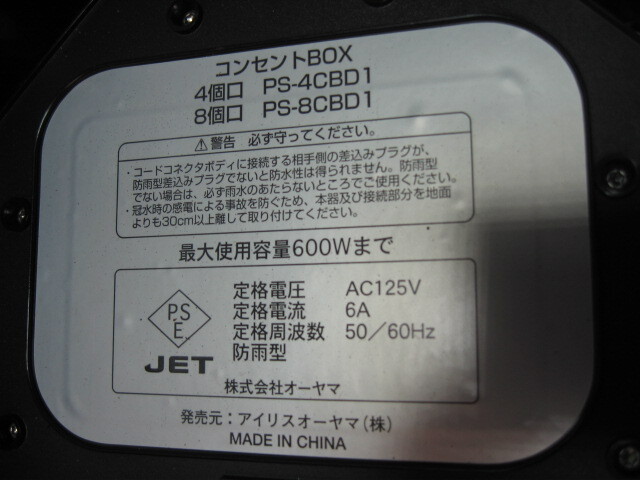 コンセントBOX
4個口 PS-4CBD1
8個口 PS-8CBD1
⚠警告 必ず守ってください。
・コードコネクタボディに接続する相手側の差込みプラグが、
防雨型差込みプラグでないと防水性は得られません。防雨型
でない場合は、必ず雨水のあたらないところでご使用ください。
・冠水時の感電による事故を防ぐため、本器及び接続部分を地面
よりも30cm以上離して取り付けてください。
最大使用容量600Wまで
定格電圧 AC125V
定格電流 6A
定格周波数 50/60Hz
防雨型
PS
E
JET
株式会社オーヤマ
発売元:アイリスオーヤマ(株)
MADE IN CHINA